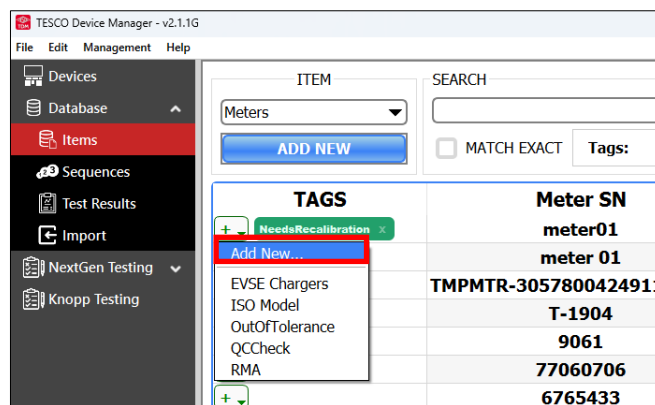 TESCO Device Manager - v2.1.1G
File Edit Management Help
Devices
Database
Items
Sequences
Test Results
Import
NextGen Testing
Knopp Testing
ITEM
Meters
ADD NEW
SEARCH
MATCH EXACT Tags:
TAGS Meter SN
+ NeedsRecalibration x meter01
Add New... meter 01
EVSE Chargers TMPMTR-305780042491
ISO Model T-1904
OutOfTolerance 9061
QCCheck 77060706
RMA
+ 6765433